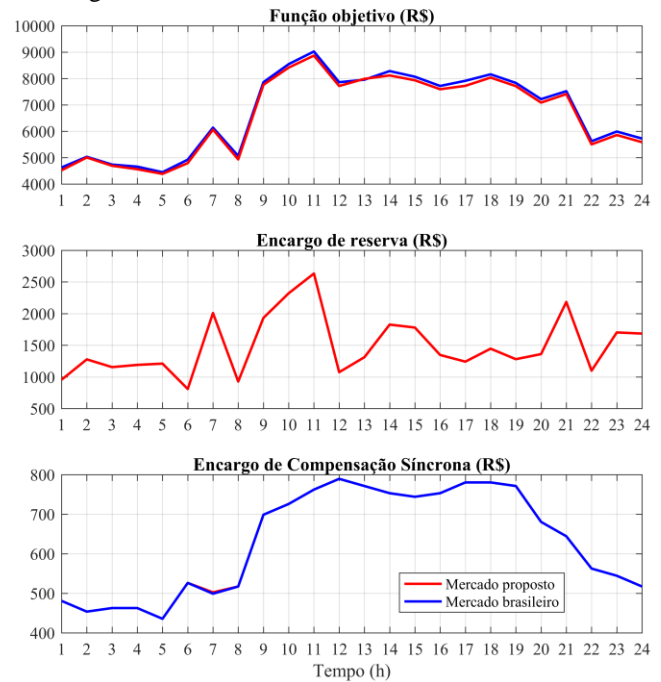 Função objetivo (R$)
10000
9000
8000
7000
6000
5000
4000
1 2 3 4 5 6 7 8 9 10 11 12 13 14 15 16 17 18 19 20 21 22 23 24
Encargo de reserva (R$)
3000
2500
2000
1500
1000
500
1 2 3 4 5 6 7 8 9 10 11 12 13 14 15 16 17 18 19 20 21 22 23 24
Encargo de Compensação Síncrona (R$)
800
700
600
500
400
Mercado proposto
Mercado brasileiro
1 2 3 4 5 6 7 8 9 10 11 12 13 14 15 16 17 18 19 20 21 22 23 24
Tempo (h)